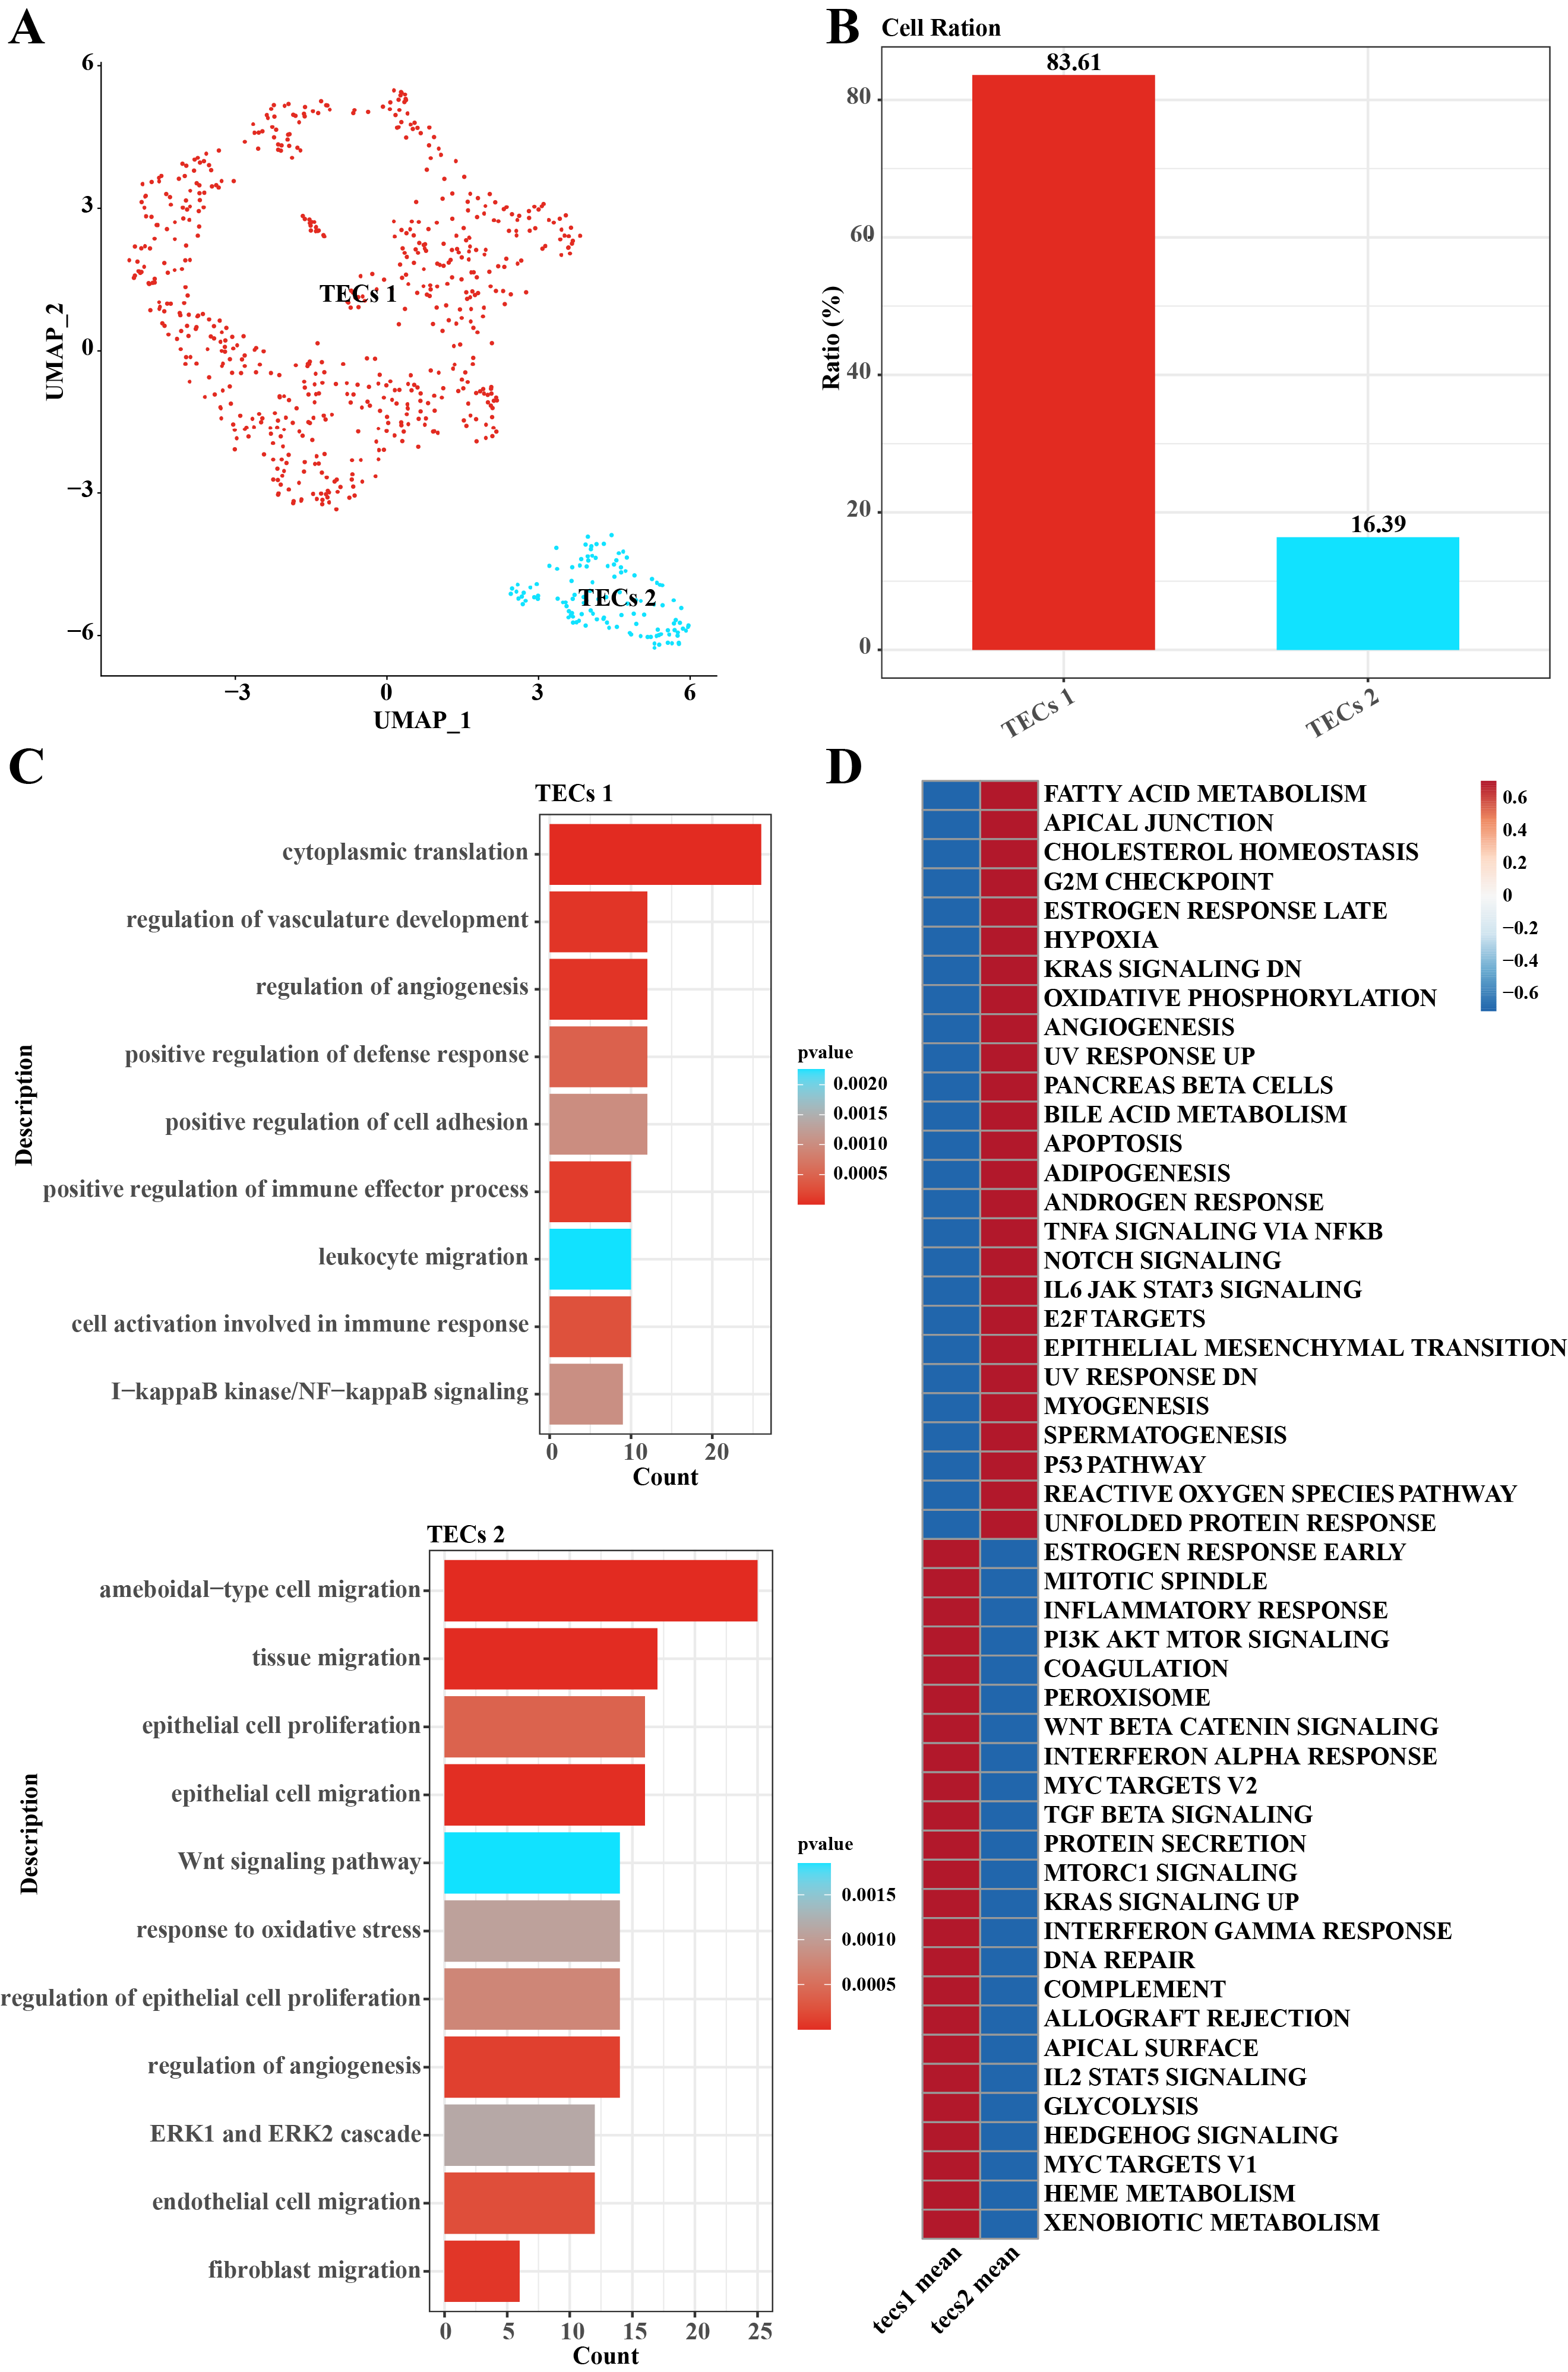 A
6
3
0
−3
−6
UMAP_2
TECs 1
TECs 2
−3
0
3
6
UMAP_1
B
Cell Ration
83.61
16.39
80
60
40
20
0
Ratio (%)
TECs 1
TECs 2
C
TECs 1
Description
cytoplasmic translation
regulation of vasculature development
regulation of angiogenesis
positive regulation of defense response
positive regulation of cell adhesion
positive regulation of immune effector process
leukocyte migration
cell activation involved in immune response
I−kappaB kinase/NF−kappaB signaling
0
10
20
Count
pvalue
0.0020
0.0015
0.0010
0.0005
TECs 2
Description
ameboidal−type cell migration
tissue migration
epithelial cell proliferation
epithelial cell migration
Wnt signaling pathway
response to oxidative stress
regulation of epithelial cell proliferation
regulation of angiogenesis
ERK1 and ERK2 cascade
endothelial cell migration
fibroblast migration
0
5
10
15
20
25
Count
pvalue
0.0015
0.0010
0.0005
D
FATTY ACID METABOLISM
APICAL JUNCTION
CHOLESTEROL HOMEOSTASIS
G2M CHECKPOINT
ESTROGEN RESPONSE LATE
HYPOXIA
KRAS SIGNALING DN
OXIDATIVE PHOSPHORYLATION
ANGIOGENESIS
UV RESPONSE UP
PANCREAS BETA CELLS
BILE ACID METABOLISM
APOPTOSIS
ADIPOGENESIS
ANDROGEN RESPONSE
TNFA SIGNALING VIA NFKB
NOTCH SIGNALING
IL6 JAK STAT3 SIGNALING
E2F TARGETS
EPITHELIAL MESENCHYMAL TRANSITION
UV RESPONSE DN
MYOGENESIS
SPERMATOGENESIS
P53 PATHWAY
REACTIVE OXYGEN SPECIES PATHWAY
UNFOLDED PROTEIN RESPONSE
ESTROGEN RESPONSE EARLY
MITOTIC SPINDLE
INFLAMMATORY RESPONSE
PI3K AKT MTOR SIGNALING
COAGULATION
PEROXISOME
WNT BETA CATENIN SIGNALING
INTERFERON ALPHA RESPONSE
MYC TARGETS V2
TGF BETA SIGNALING
PROTEIN SECRETION
MTORC1 SIGNALING
KRAS SIGNALING UP
INTERFERON GAMMA RESPONSE
DNA REPAIR
COMPLEMENT
ALLOGRAFT REJECTION
APICAL SURFACE
IL2 STAT5 SIGNALING
GLYCOLYSIS
HEDGEHOG SIGNALING
MYC TARGETS V1
HEME METABOLISM
XENOBIOTIC METABOLISM
tecs1 mean
tecs2 mean
0.6
0.4
0.2
0
−0.2
−0.4
−0.6